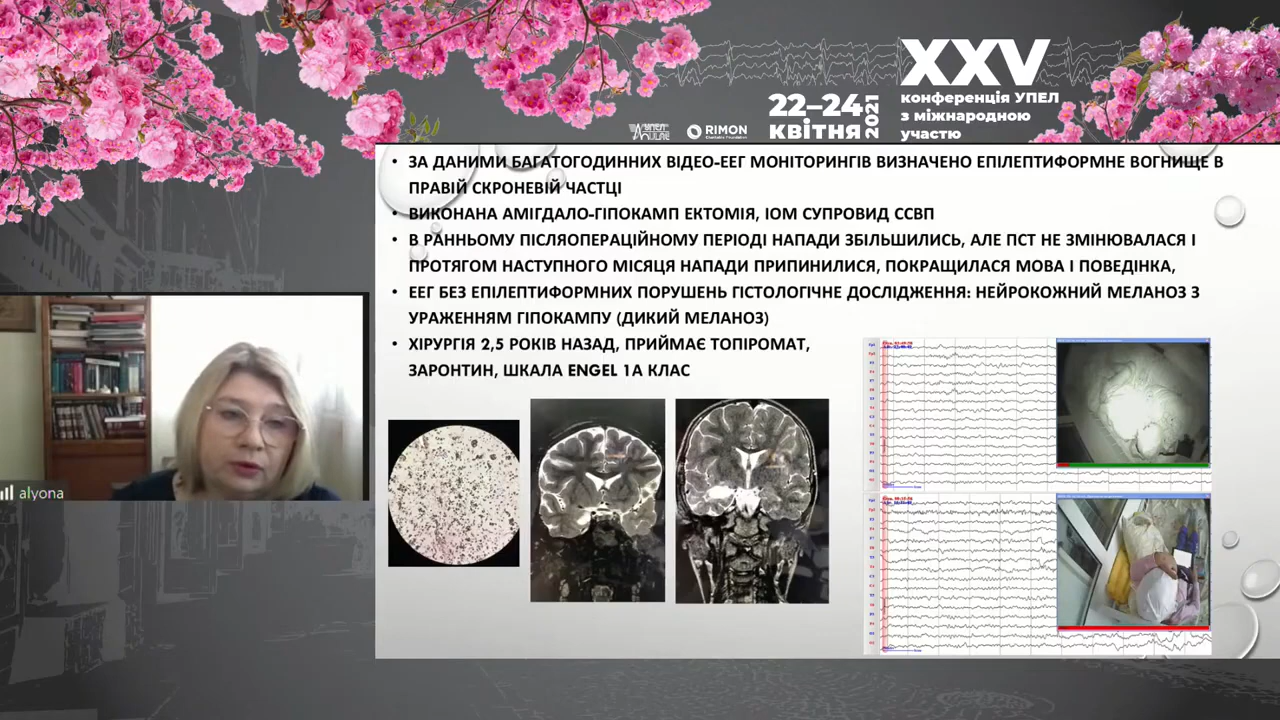 XXV
22–24
квітня
2021
конференція УПЕЛ
з міжнародною
участю
RIMON
ЗА ДАНИМИ БАГАТОГОДИННИХ ВІДЕО-ЕЕГ МОНІТОРИНГІВ ВИЗНАЧЕНО ЕПІЛЕПТИФОРМНЕ ВОГНИЩЕ В
ПРАВІЙ СКРОНЕВІЙ ЧАСТЦІ
ВИКОНАНА АМІГДАЛО-ГІПОКАМП ЕКТОМІЯ, ІОМ СУПРОВИД ССВП
В РАННЬОМУ ПІСЛЯОПЕРАЦІЙНОМУ ПЕРІОДІ НАПАДИ ЗБІЛЬШИЛИСЬ, АЛЕ ПСТ НЕ ЗМІНЮВАЛАСЯ І
ПРОТЯГОМ НАСТУПНОГО МІСЯЦЯ НАПАДИ ПРИПИНИЛИСЯ, ПОКРАЩИЛАСЯ МОВА І ПОВЕДІНКА,
ЕЕГ БЕЗ ЕПІЛЕПТИФОРМНИХ ПОРУШЕНЬ ГІСТОЛОГІЧНЕ ДОСЛІДЖЕННЯ: НЕЙРОКОЖНИЙ МЕЛАНОЗ З
УРАЖЕННЯМ ГІПОКАМПУ (ДИКИЙ МЕЛАНОЗ)
ХІРУРГІЯ 2,5 РОКІВ НАЗАД, ПРИЙМАЄ ТОПІРОМАТ,
ЗАРОНТИН, ШКАЛА ENGEL 1А КЛАС
alyona